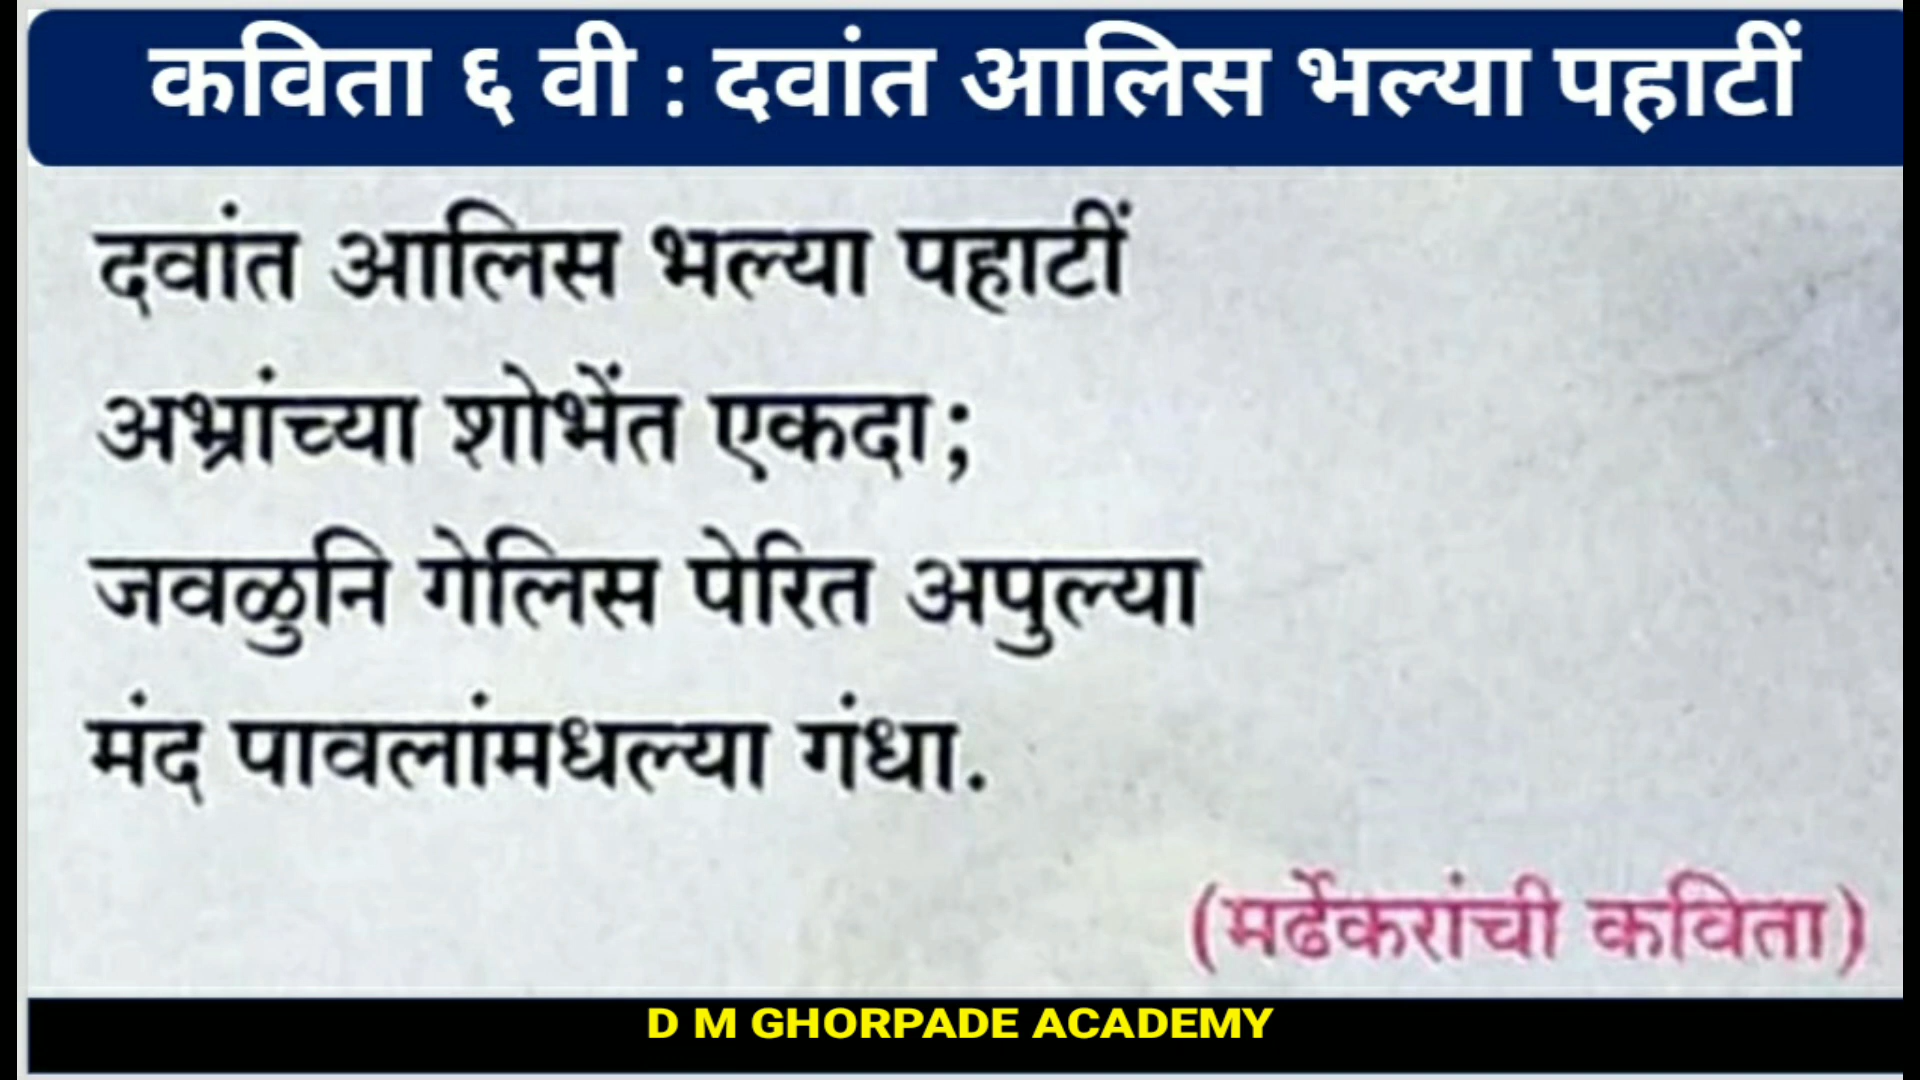 कविता ६ वी : दवांत आलिस भल्या पहाटीं
दवांत आलिस भल्या पहाटीं
अभ्रांच्या शोभेंत एकदा;
जवळुनि गेलिस पेरित अपुल्या
मंद पावलांमधल्या गंधा.
(मर्ढेकरांची कविता)
D M GHORPADE ACADEMY